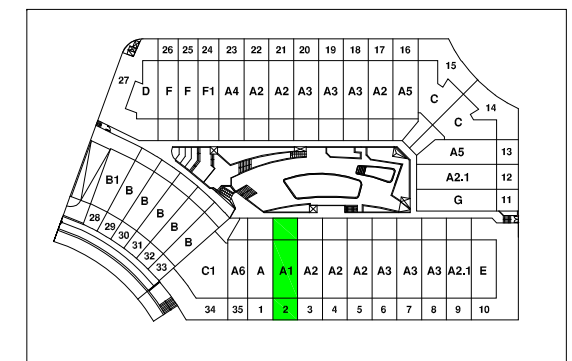 26 25 24 23 22 21 20 19 18 17 16
15
27
D F F F1 A4 A2 A2 A3 A3 A2 A5
C
14
C
A5 13
A2.1 12
G 11
B1
B
B
B
B
B
28
29
30
31
32
33
C1 A6 A A1 A2 A2 A2 A3 A3 A3 A2.1 E
34 35 1 2 3 4 5 6 7 8 9 10